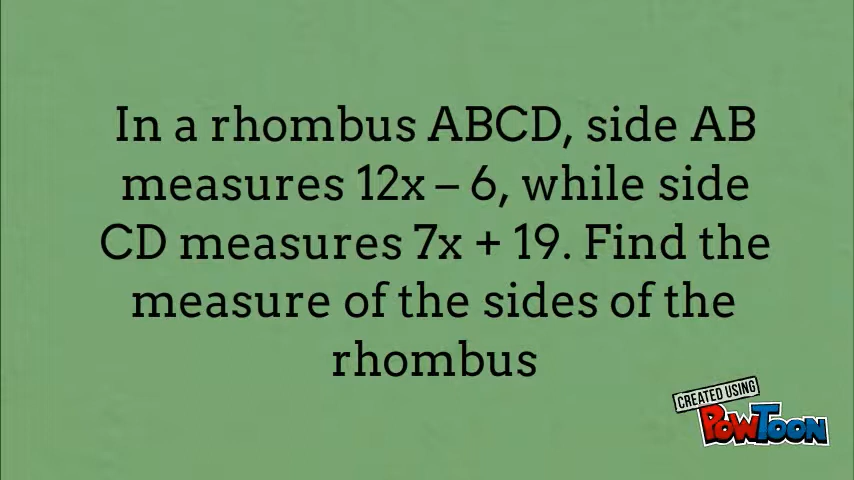 In a rhombus ABCD, side AB
measures 12x – 6, while side
CD measures 7x + 19. Find the
measure of the sides of the
rhombus
CREATED USING
POWTOON